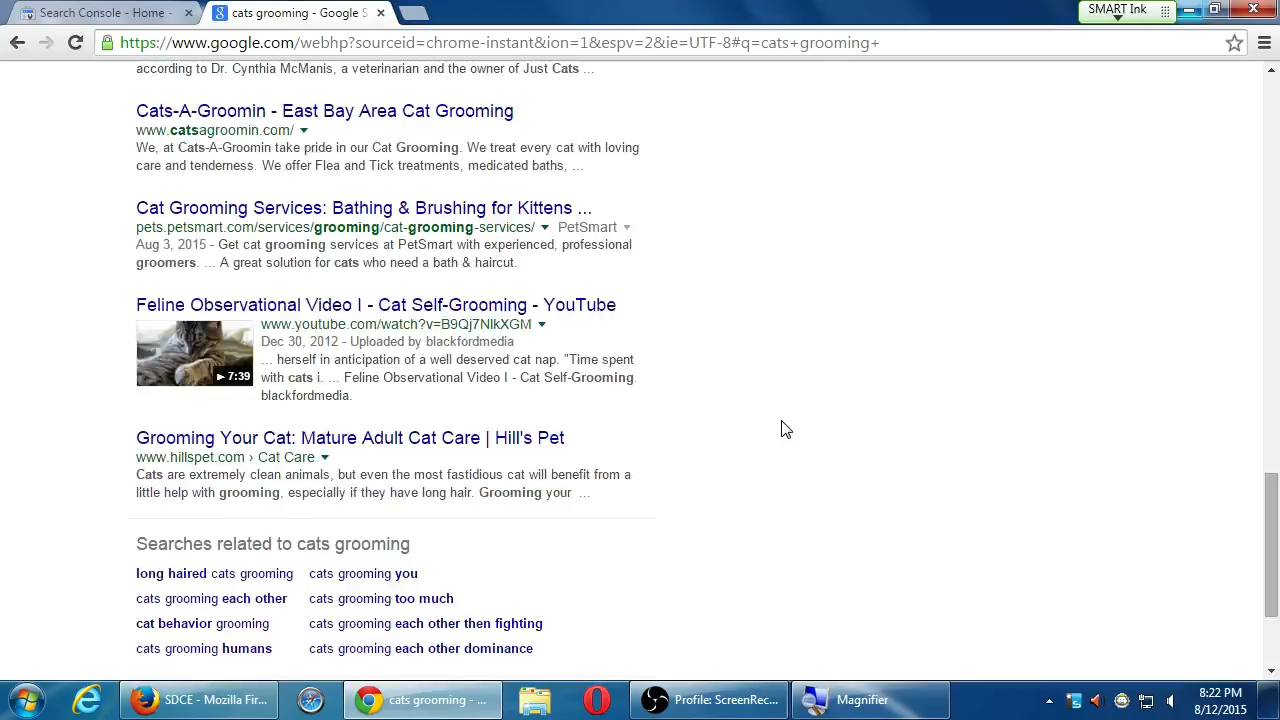 Search Console - Home -
cats grooming - Google S
SMART Ink
https://www.google.com/webhp?sourceid=chrome-instant&ion=1&espv=2&ie=UTF-8#q=cats+grooming+
according to Dr. Cynthia McManis, a veterinarian and the owner of Just Cats ...
Cats-A-Groomin - East Bay Area Cat Grooming
www.catsagroomin.com/
We, at Cats-A-Groomin take pride in our Cat Grooming. We treat every cat with loving
care and tenderness. We offer Flea and Tick treatments, medicated baths, ...
Cat Grooming Services: Bathing & Brushing for Kittens ...
pets.petsmart.com/services/grooming/cat-grooming-services/ PetSmart
Aug 3, 2015 - Get cat grooming services at PetSmart with experienced, professional
groomers. ... A great solution for cats who need a bath & haircut.
Feline Observational Video I - Cat Self-Grooming - YouTube
www.youtube.com/watch?v=B9Qj7NlkXGM
Dec 30, 2012 - Uploaded by blackfordmedia
... herself in anticipation of a well deserved cat nap. "Time spent
7:39
with cats i. ... Feline Observational Video I - Cat Self-Grooming.
blackfordmedia.
Grooming Your Cat: Mature Adult Cat Care | Hill's Pet
www.hillspet.com › Cat Care
Cats are extremely clean animals, but even the most fastidious cat will benefit from a
little help with grooming, especially if they have long hair. Grooming your ...
Searches related to cats grooming
long haired cats grooming cats grooming you
cats grooming each other cats grooming too much
cat behavior grooming cats grooming each other then fighting
cats grooming humans cats grooming each other dominance
SDCE - Mozilla Fir...
cats grooming - ...
Profile: ScreenRec...
Magnifier
8:22 PM
8/12/2015